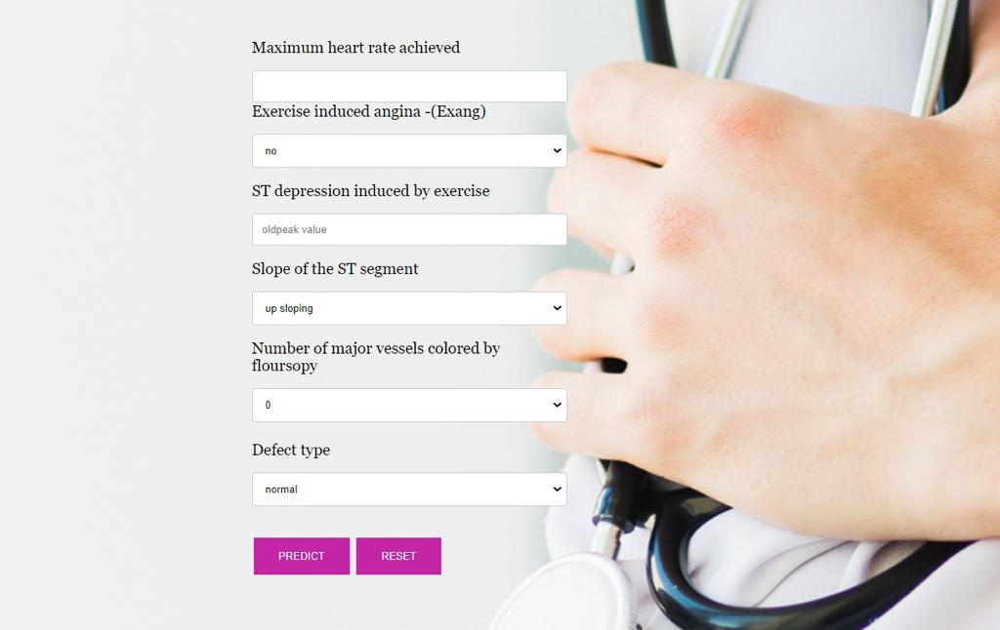 Maximum heart rate achieved
Exercise induced angina -(Exang)
no
ST depression induced by exercise
oldpeak value
Slope of the ST segment
up sloping
Number of major vessels colored by
floursopy
0
Defect type
normal
PREDICT RESET